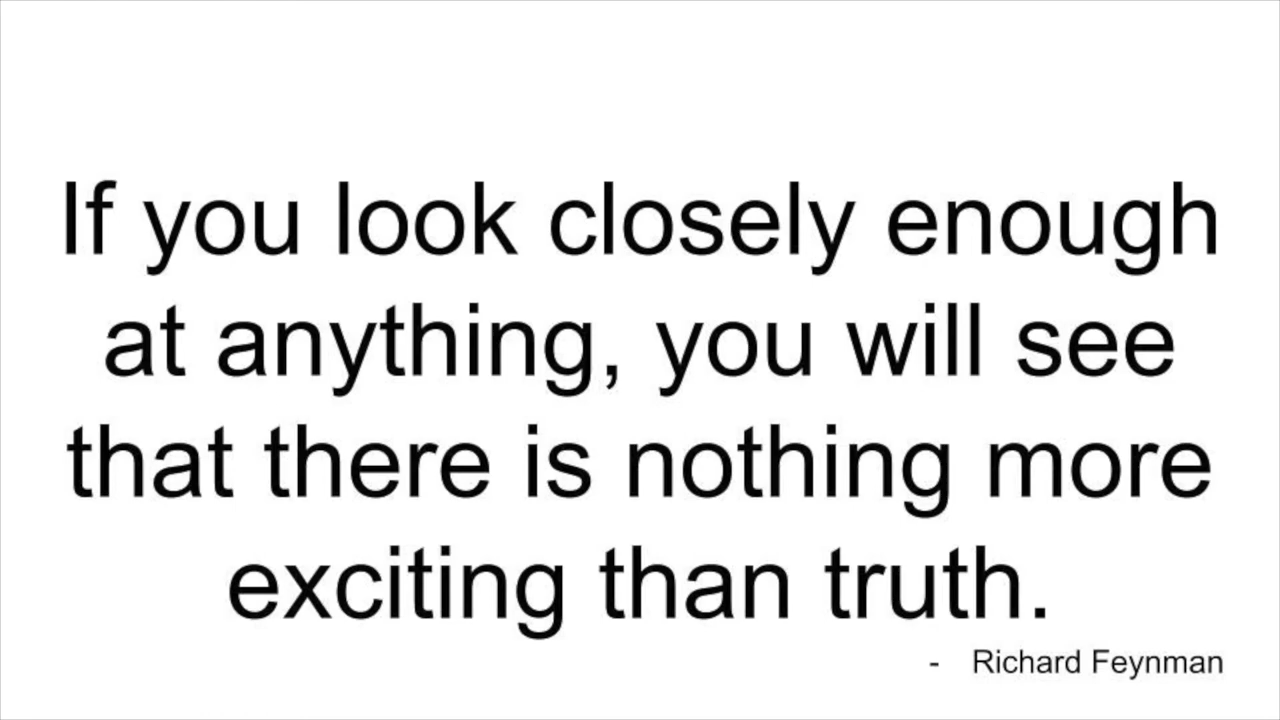 If you look closely enough
at anything, you will see
that there is nothing more
exciting than truth.
- Richard Feynman